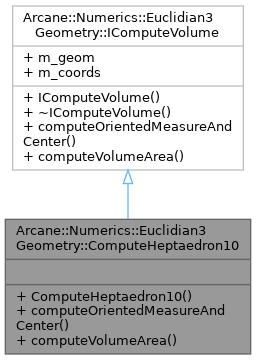 Arcane::Numerics::Euclidian3
Geometry::IComputeVolume
+ m_geom
+ m_coords
+ IComputeVolume()
+ ~IComputeVolume()
+ computeOrientedMeasureAnd
Center()
+ computeVolumeArea()
Arcane::Numerics::Euclidian3
Geometry::ComputeHeptaedron10
+ ComputeHeptaedron10()
+ computeOrientedMeasureAnd
Center()
+ computeVolumeArea()